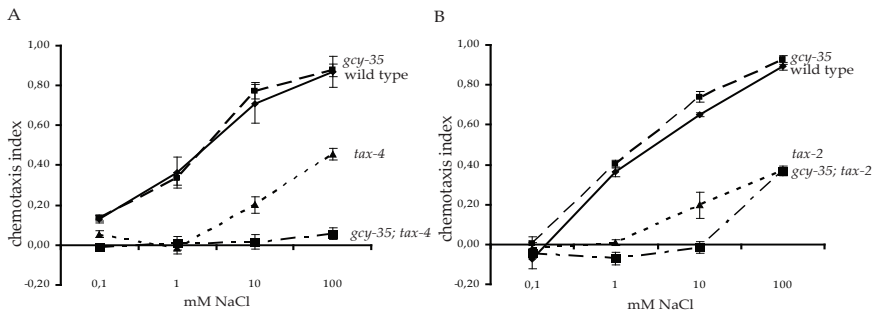 A
1,00
0,80
0,60
0,40
0,20
0,00
-0,20
chemotaxis index
gcy-35
wild type
tax-4
gcy-35; tax-4
0,1 1 10 100
mM NaCl
B
1,00
0,80
0,60
0,40
0,20
0,00
-0,20
chemotaxis index
gcy-35
wild type
tax-2
gcy-35; tax-2
0,1 1 10 100
mM NaCl